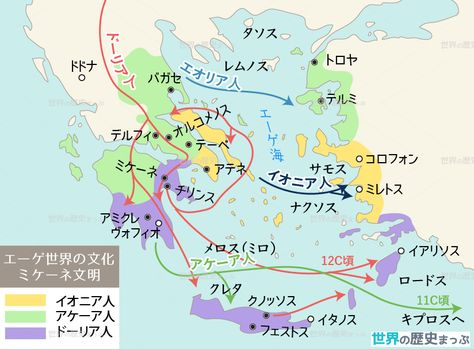 タソス
ドーリア人
トロヤ
レムノス
ドドナ
エオリア人
パガセ
テルミ
オルコメノス
エーゲ海
デルフィ
テーベ
コロフォン
ミケーネ
アテネ
サモス
チリンス
イオニア人
ミレトス
ナクソス
アミクレ
ヴォフィオ
メロス(ミロ)
イアリソス
エーゲ世界の文化
ミケーネ文明
アケーア人
12C頃
クレタ
ロードス
イオニア人
クノッソス
11C頃
アケーア人
キプロスへ
イタノス
ドーリア人
フェストス
世界の歴史まっぷ